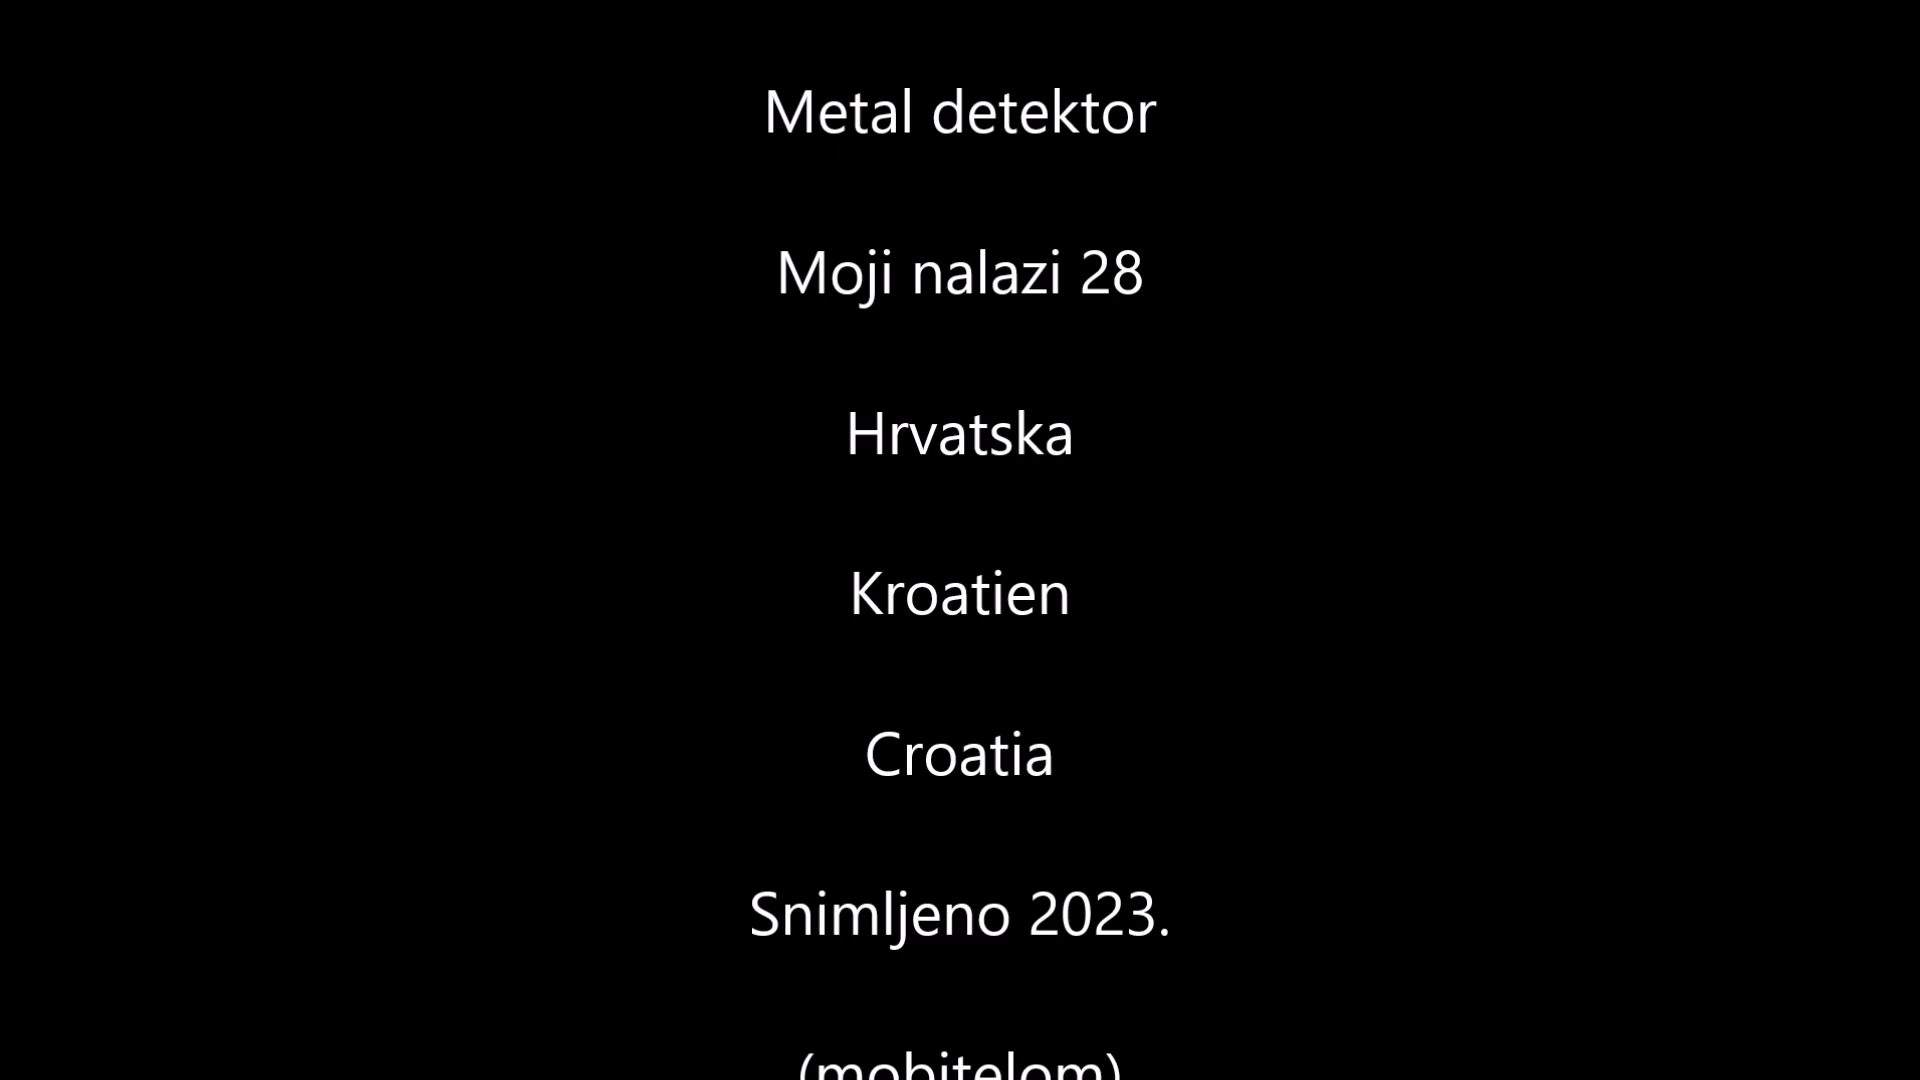 Metal detektor
Moji nalazi 28
Hrvatska
Kroatien
Croatia
Snimljeno 2023.
(mobitelom)